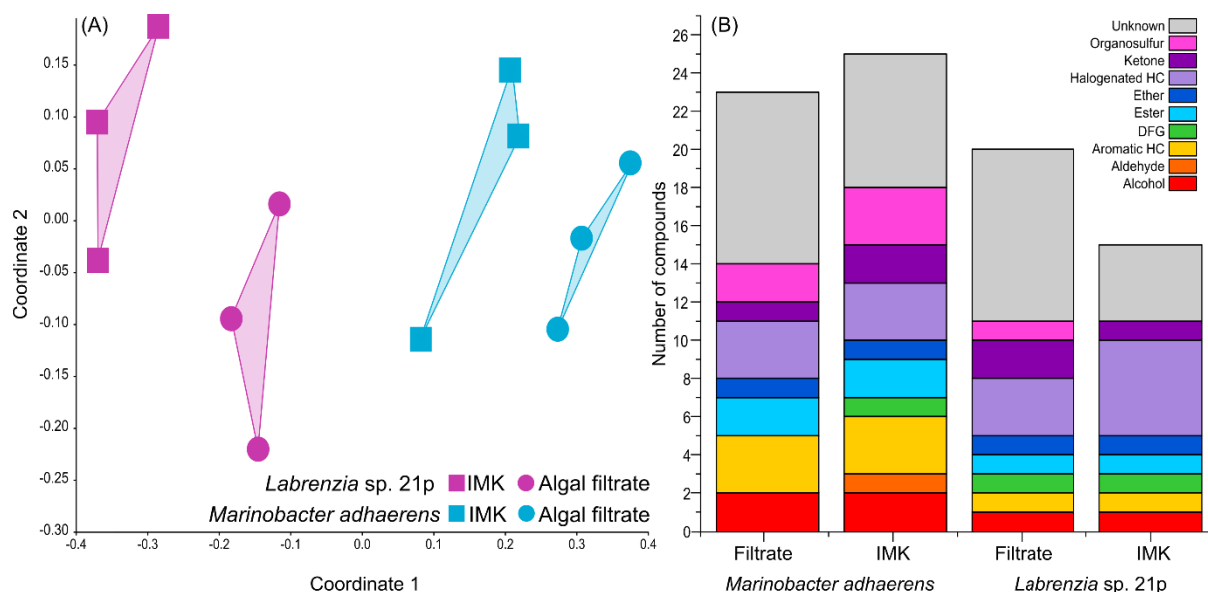 (A)
0.15
0.10
0.05
0.00
-0.05
-0.10
-0.15
-0.20
-0.25
-0.30
Coordinate 2
-0.4 -0.3 -0.2 -0.1 0.0 0.1 0.2 0.3 0.4
Coordinate 1
Labrenzia sp. 21p IMK Algal filtrate
Marinobacter adhaerens IMK Algal filtrate
(B)
26
24
22
20
18
16
14
12
10
8
6
4
2
0
Number of compounds
Unknown
Organosulfur
Ketone
Halogenated HC
Ether
Ester
DFG
Aromatic HC
Aldehyde
Alcohol
Filtrate IMK Filtrate IMK
Marinobacter adhaerens Labrenzia sp. 21p